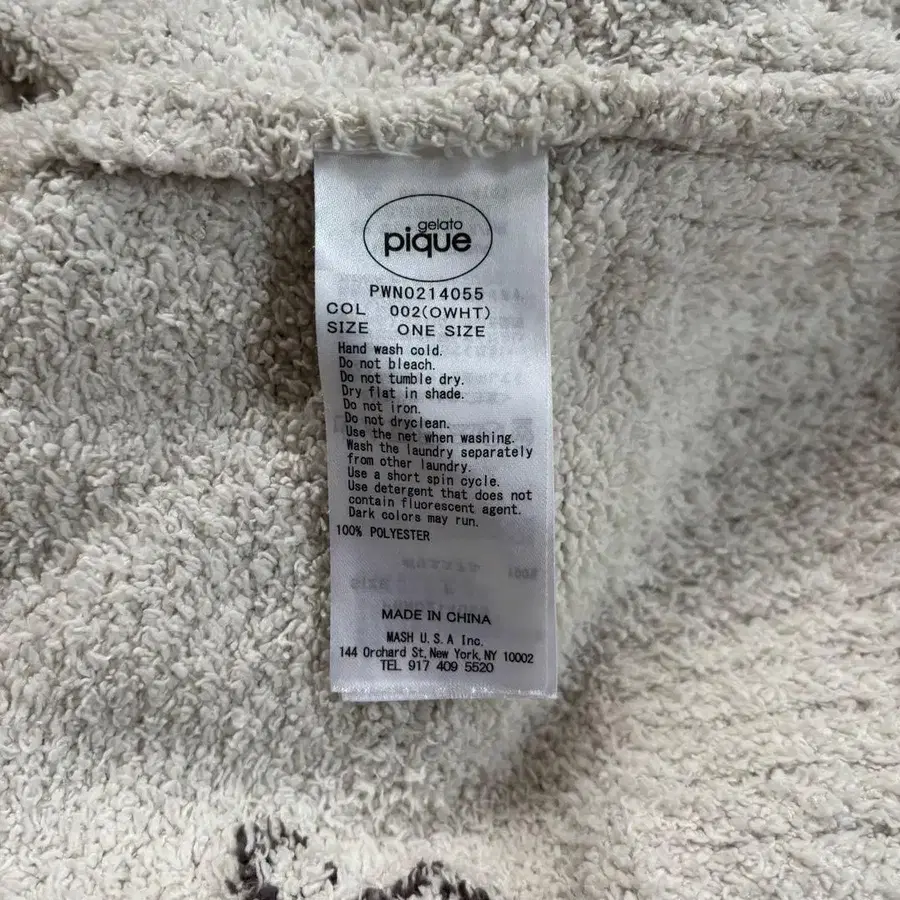 gelato
pique
PWN0214055
COL 002(OWHT)
SIZE ONE SIZE
Hand wash cold.
Do not bleach.
Do not tumble dry.
Dry flat in shade.
Do not iron.
Do not dryclean.
Use the net when washing.
Wash the laundry separately
from other laundry.
Use a short spin cycle.
Use detergent that does not
contain fluorescent agent.
Dark colors may run.
100% POLYESTER
MADE IN CHINA
MASH U.S.A Inc.
144 Orchard St, New York, NY 10002
TEL 917 409 5520